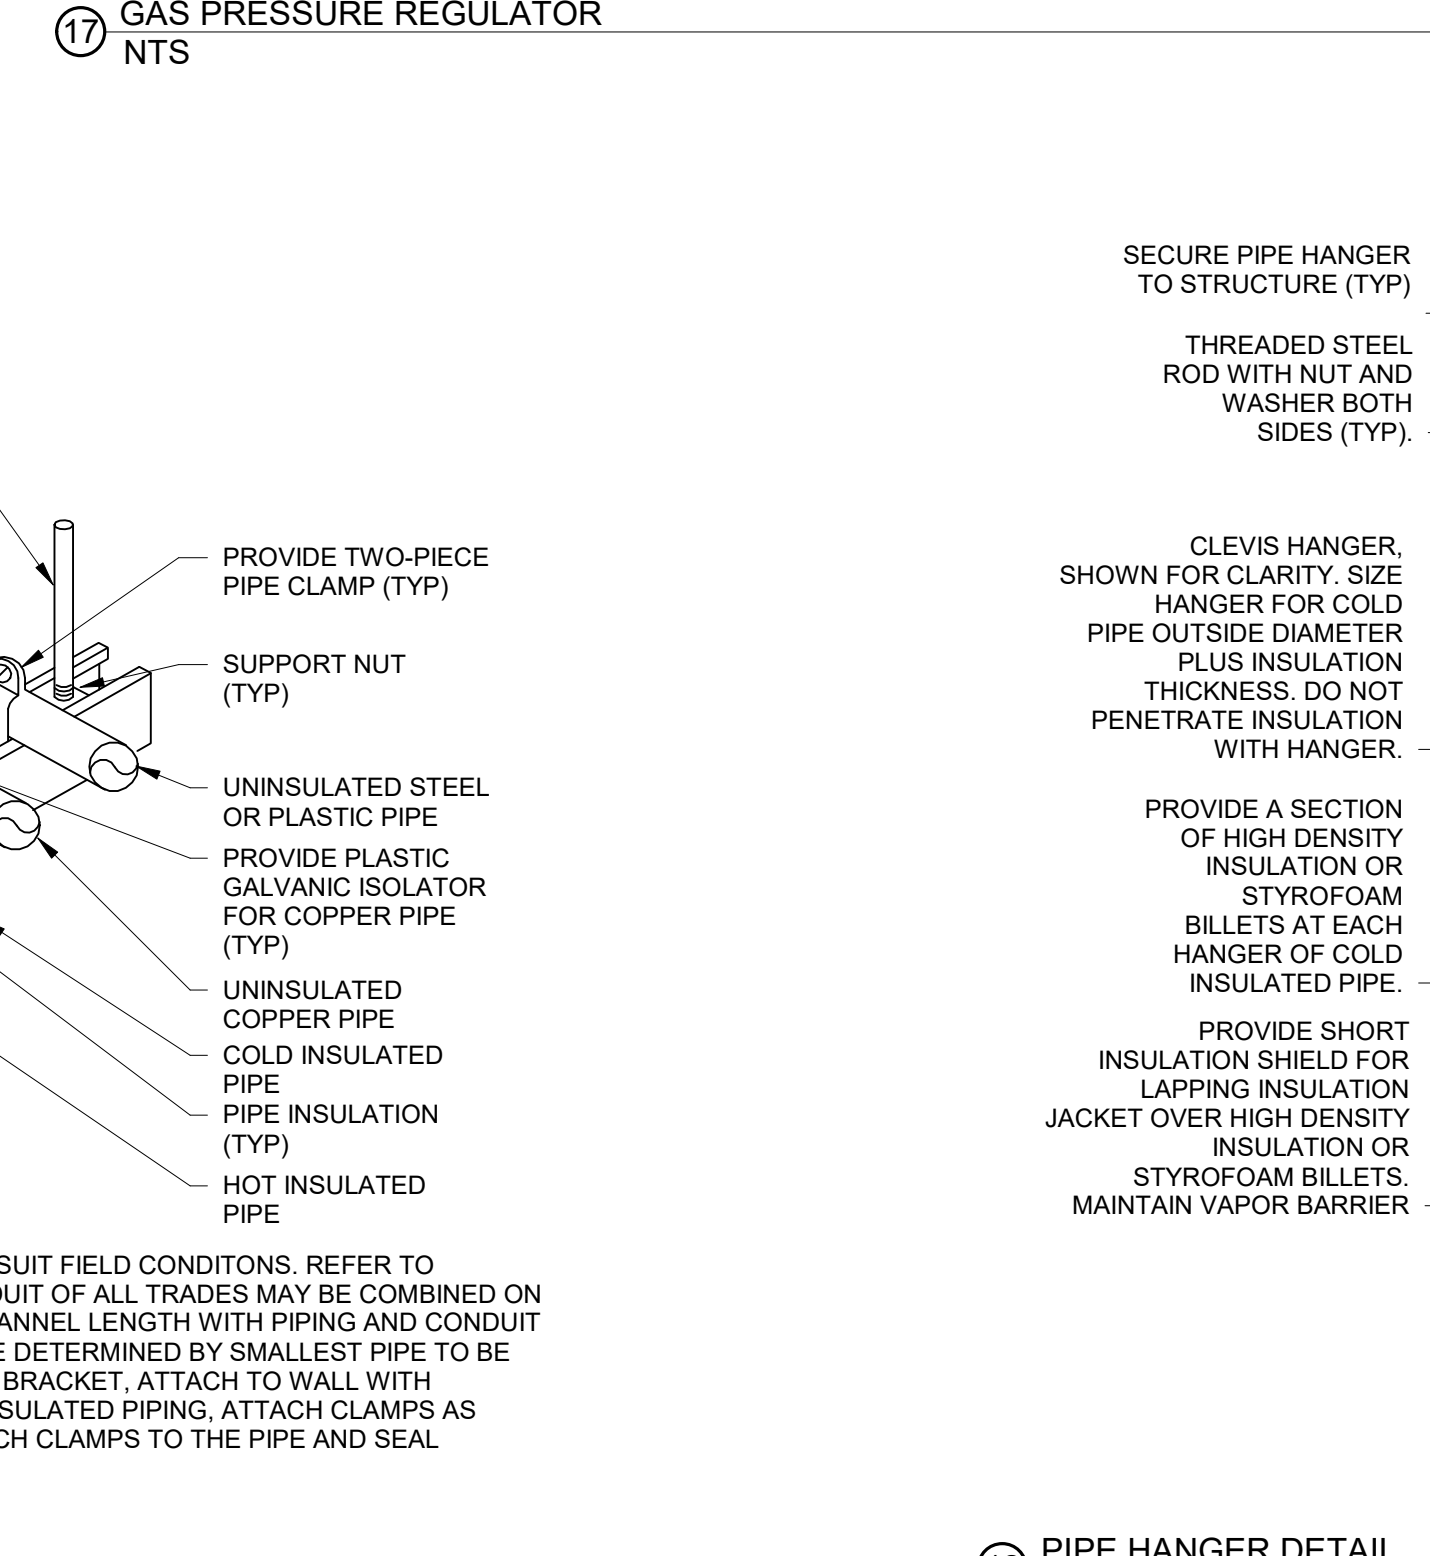 17
GAS PRESSURE REGULATOR
NTS
PROVIDE TWO-PIECE
PIPE CLAMP (TYP)
SUPPORT NUT
(TYP)
UNINSULATED STEEL
OR PLASTIC PIPE
PROVIDE PLASTIC
GALVANIC ISOLATOR
FOR COPPER PIPE
(TYP)
UNINSULATED
COPPER PIPE
COLD INSULATED
PIPE
PIPE INSULATION
(TYP)
HOT INSULATED
PIPE
SUIT FIELD CONDITONS. REFER TO
OF ALL TRADES MAY BE COMBINED ON
LENGTH WITH PIPING AND CONDUIT
DETERMINED BY SMALLEST PIPE TO BE
BRACKET, ATTACH TO WALL WITH
PIPING, ATTACH CLAMPS AS
CLAMPS TO THE PIPE AND SEAL
SECURE PIPE HANGER
TO STRUCTURE (TYP)
THREADED STEEL
ROD WITH NUT AND
WASHER BOTH
SIDES (TYP).
CLEVIS HANGER,
SHOWN FOR CLARITY. SIZE
HANGER FOR COLD
PIPE OUTSIDE DIAMETER
PLUS INSULATION
THICKNESS. DO NOT
PENETRATE INSULATION
WITH HANGER.
PROVIDE A SECTION
OF HIGH DENSITY
INSULATION OR
STYROFOAM
BILLETS AT EACH
HANGER OF COLD
INSULATED PIPE.
PROVIDE SHORT
INSULATION SHIELD FOR
LAPPING INSULATION
JACKET OVER HIGH DENSITY
INSULATION OR
STYROFOAM BILLETS.
MAINTAIN VAPOR BARRIER
PIPE HANGER DETAIL